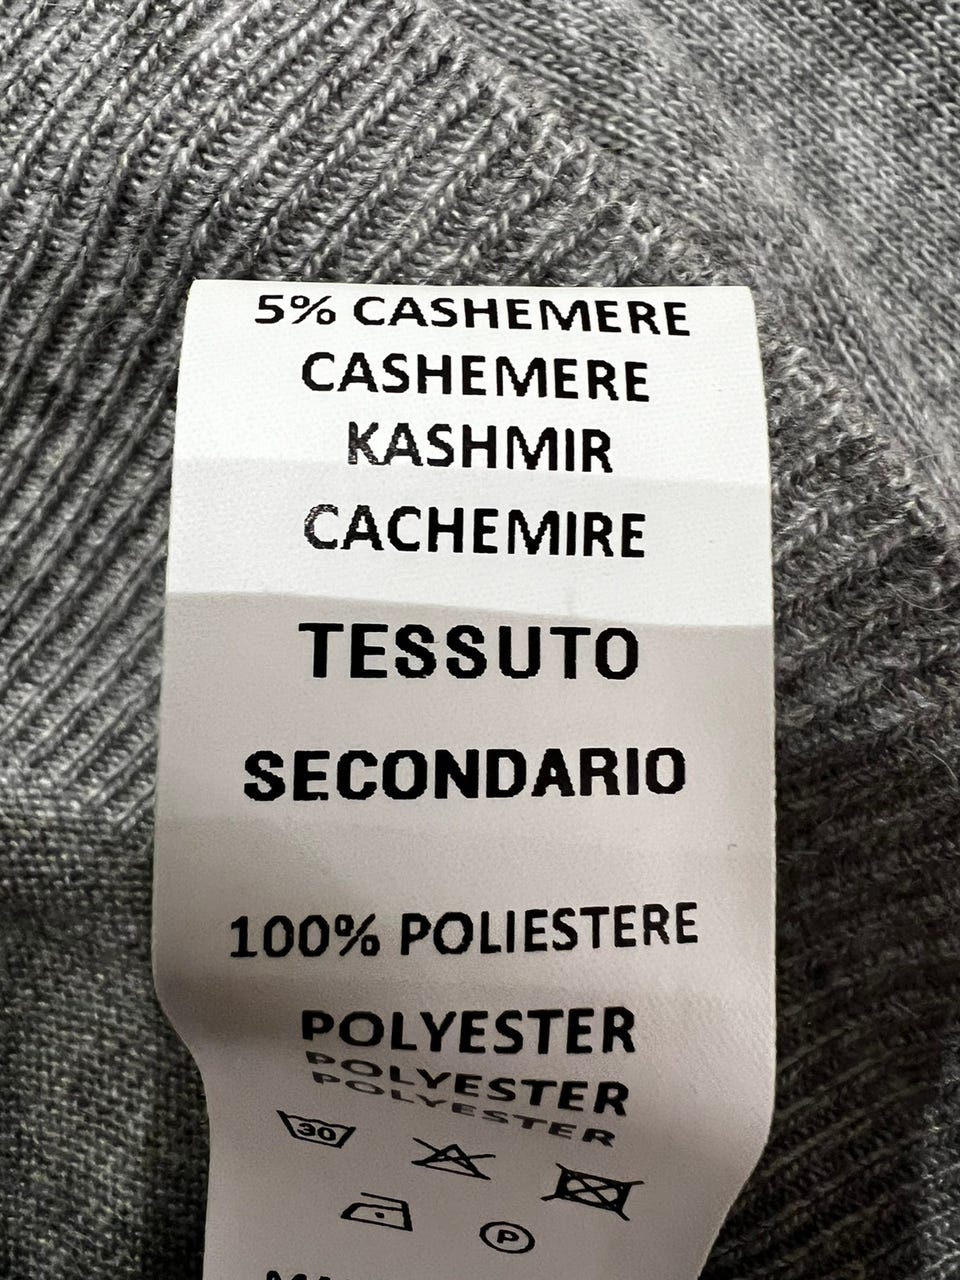 5% CASHEMERE
CASHEMERE
KASHMIR
CACHEMIRE
TESSUTO
SECONDARIO
100% POLIESTERE
POLYESTER
POLYESTER
POLYESTER
30
P